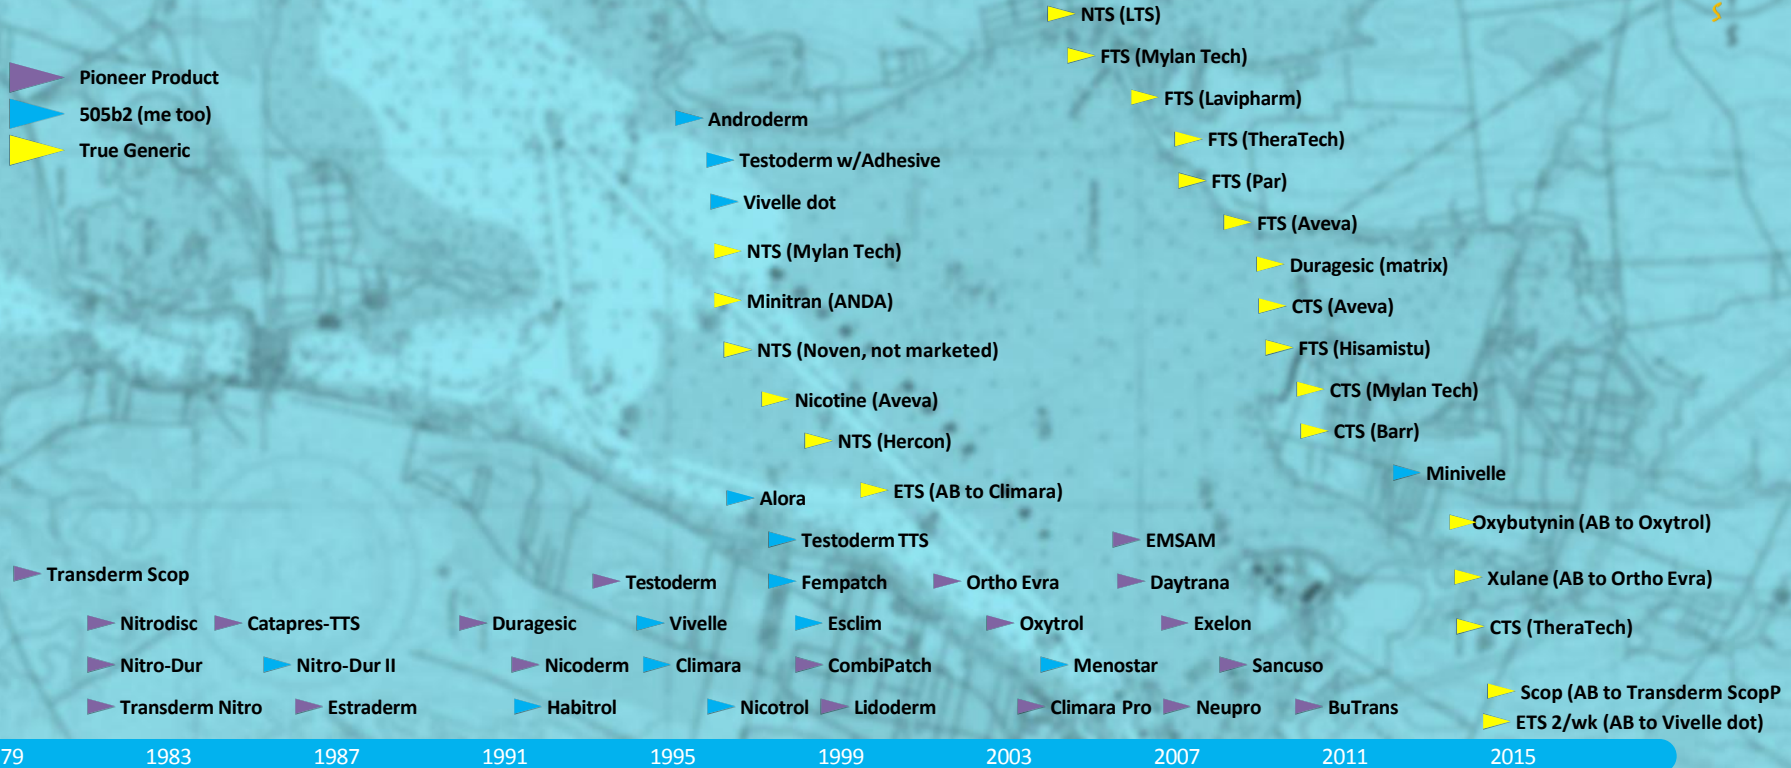 NTS (LTS)
FTS (Mylan Tech)
Pioneer Product
FTS (Lavipharm)
505b2 (me too)
Androderm
FTS (TheraTech)
True Generic
Testoderm w/Adhesive
FTS (Par)
Vivelle dot
FTS (Aveva)
NTS (Mylan Tech)
Duragesic (matrix)
Minitran (ANDA)
CTS (Aveva)
NTS (Noven, not marketed)
FTS (Hisamistu)
Nicotine (Aveva)
CTS (Mylan Tech)
NTS (Hercon)
CTS (Barr)
Minivelle
Alora
ETS (AB to Climara)
Oxybutynin (AB to Oxytrol)
Testoderm TTS
EMSAM
Transderm Scop
Testoderm
Fempatch
Ortho Evra
Daytrana
Xulane (AB to Ortho Evra)
Nitrodisc
Catapres-TTS
Duragesic
Vivelle
Esclim
Oxytrol
Exelon
CTS (TheraTech)
Nitro-Dur
Nitro-Dur II
Nicoderm
Climara
CombiPatch
Menostar
Sancuso
Scop (AB to Transderm ScopP
Transderm Nitro
Estraderm
Habitrol
Nicotrol
Lidoderm
Climara Pro
Neupro
BuTrans
ETS 2/wk (AB to Vivelle dot)
79 1983 1987 1991 1995 1999 2003 2007 2011 2015